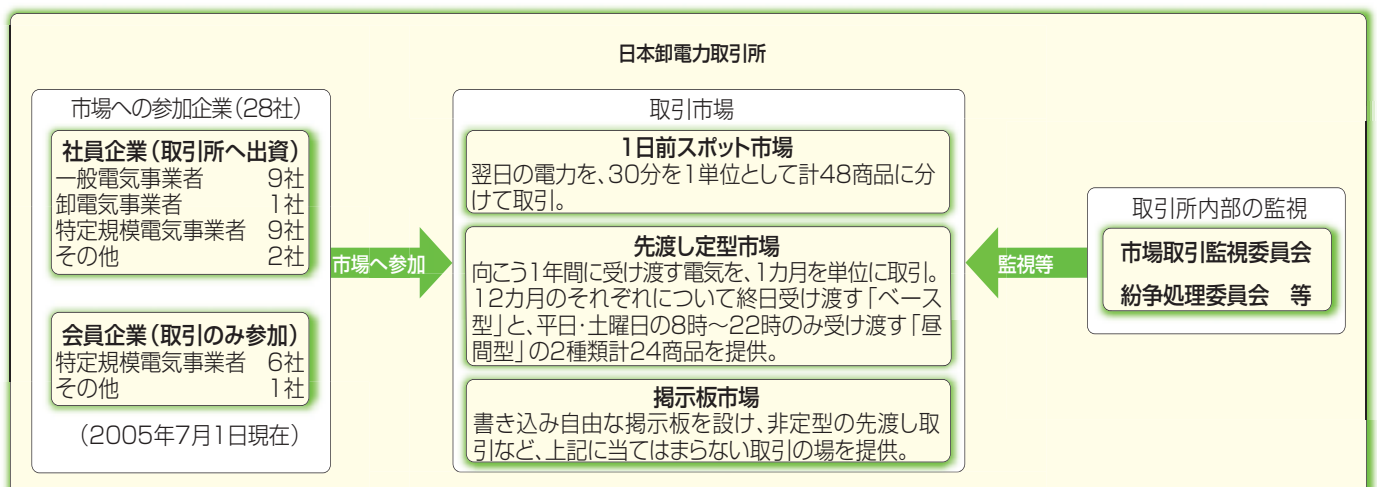 日本卸電力取引所
市場への参加企業(28社)
社員企業(取引所へ出資)
一般電気事業者 9社
卸電気事業者 1社
特定規模電気事業者 9社
その他 2社
会員企業(取引のみ参加)
特定規模電気事業者 6社
その他 1社
(2005年7月1日現在)
市場へ参加
取引市場
1日前スポット市場
翌日の電力を、30分を1単位として計48商品に分
けて取引。
先渡し定型市場
向こう1年間に受け渡す電気を、1カ月を単位に取引。
12カ月のそれぞれについて終日受け渡す「ベース
型」と、平日・土曜日の8時~22時のみ受け渡す「昼
間型」の2種類計24商品を提供。
掲示板市場
書き込み自由な掲示板を設け、非定型の先渡し取
引など、上記に当てはまらない取引の場を提供。
監視等
取引所内部の監視
市場取引監視委員会
紛争処理委員会 等